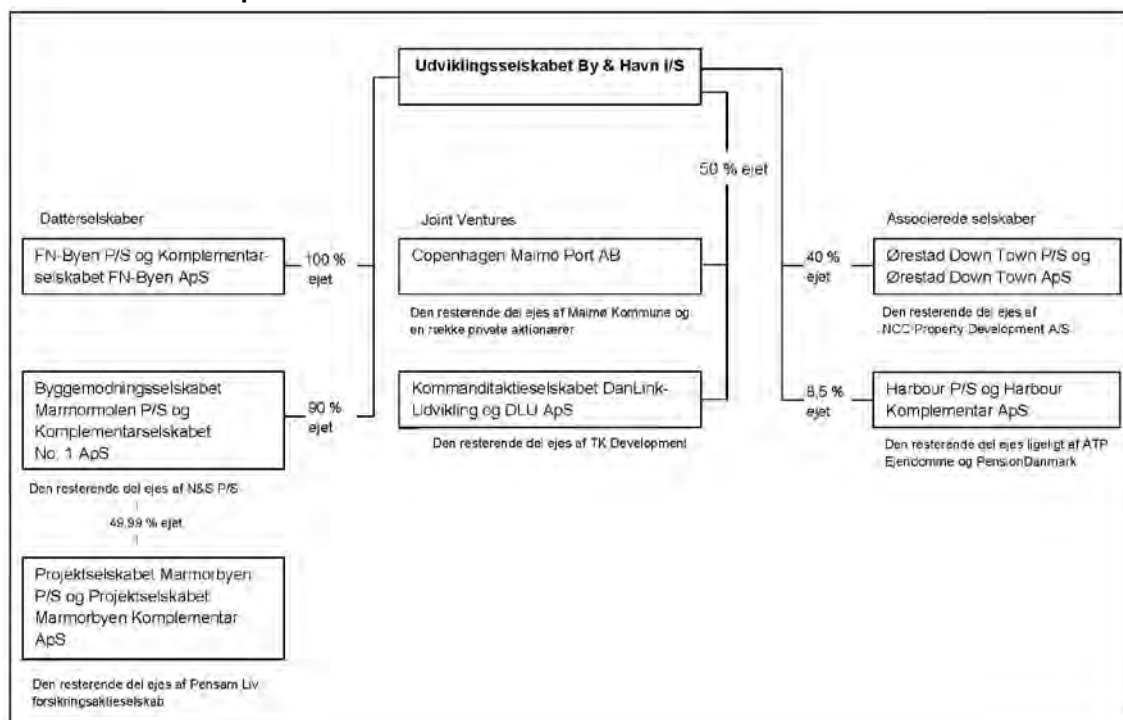 Udviklingsselskabet By & Havn I/S
50 % ejet
Datterselskaber
FN-Byen P/S og Komplementar-
selskabet FN-Byen ApS
100 %
ejet
Byggemodningsselskabet
Marmormolen P/S og
Komplementarselskabet
No. 1 ApS
90 %
ejet
Den resterende del ejes af N&S P/S
49,99 % ejet
Projektselskabet Marmorbyen
P/S og Projektselskabet
Marmorbyen Komplementar
ApS
Den resterende del ejes af Pensam Liv
forsikringsaktieselskab
Joint Ventures
Copenhagen Malmø Port AB
Den resterende del ejes af Malmø Kommune og
en række private aktionærer
Kommanditaktieselskabet DanLink-
Udvikling og DLU ApS
Den resterende del ejes af TK Development
Associerede selskaber
40 %
ejet
Ørestad Down Town P/S og
Ørestad Down Town ApS
Den resterende del ejes af
NCC Property Development A/S
8,5 %
ejet
Harbour P/S og Harbour
Komplementar ApS
Den resterende del ejes ligeligt af ATP
Ejendomme og PensionDanmark